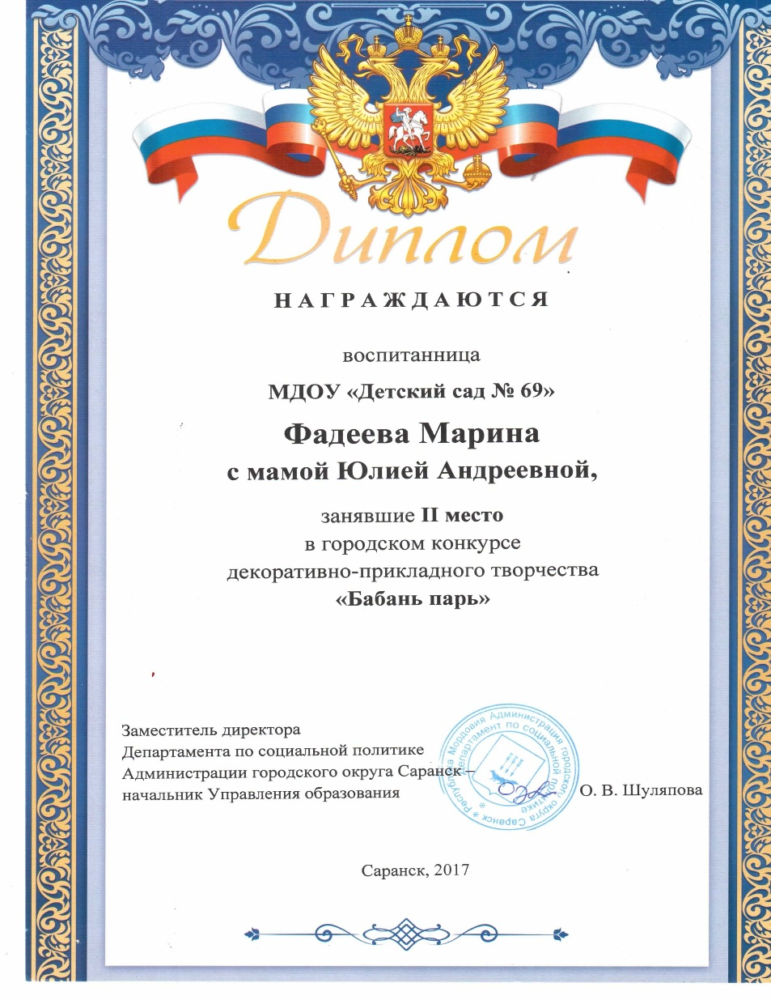 Диплом
НАГРАЖДАЮТСЯ
воспитанница
МДОУ «Детский сад № 69»
Фадеева Марина
с мамой Юлией Андреевной,
занявшие II место
в городском конкурсе
декоративно-прикладного творчества
«Бабань парь»
Заместитель директора
Департамента по социальной политике
Администрации городского округа Саранск –
начальник Управления образования
О. В. Шуляпова
Республика Мордовия Администрация городского округа Саранск
Департамент по социальной политике
Саранск, 2017